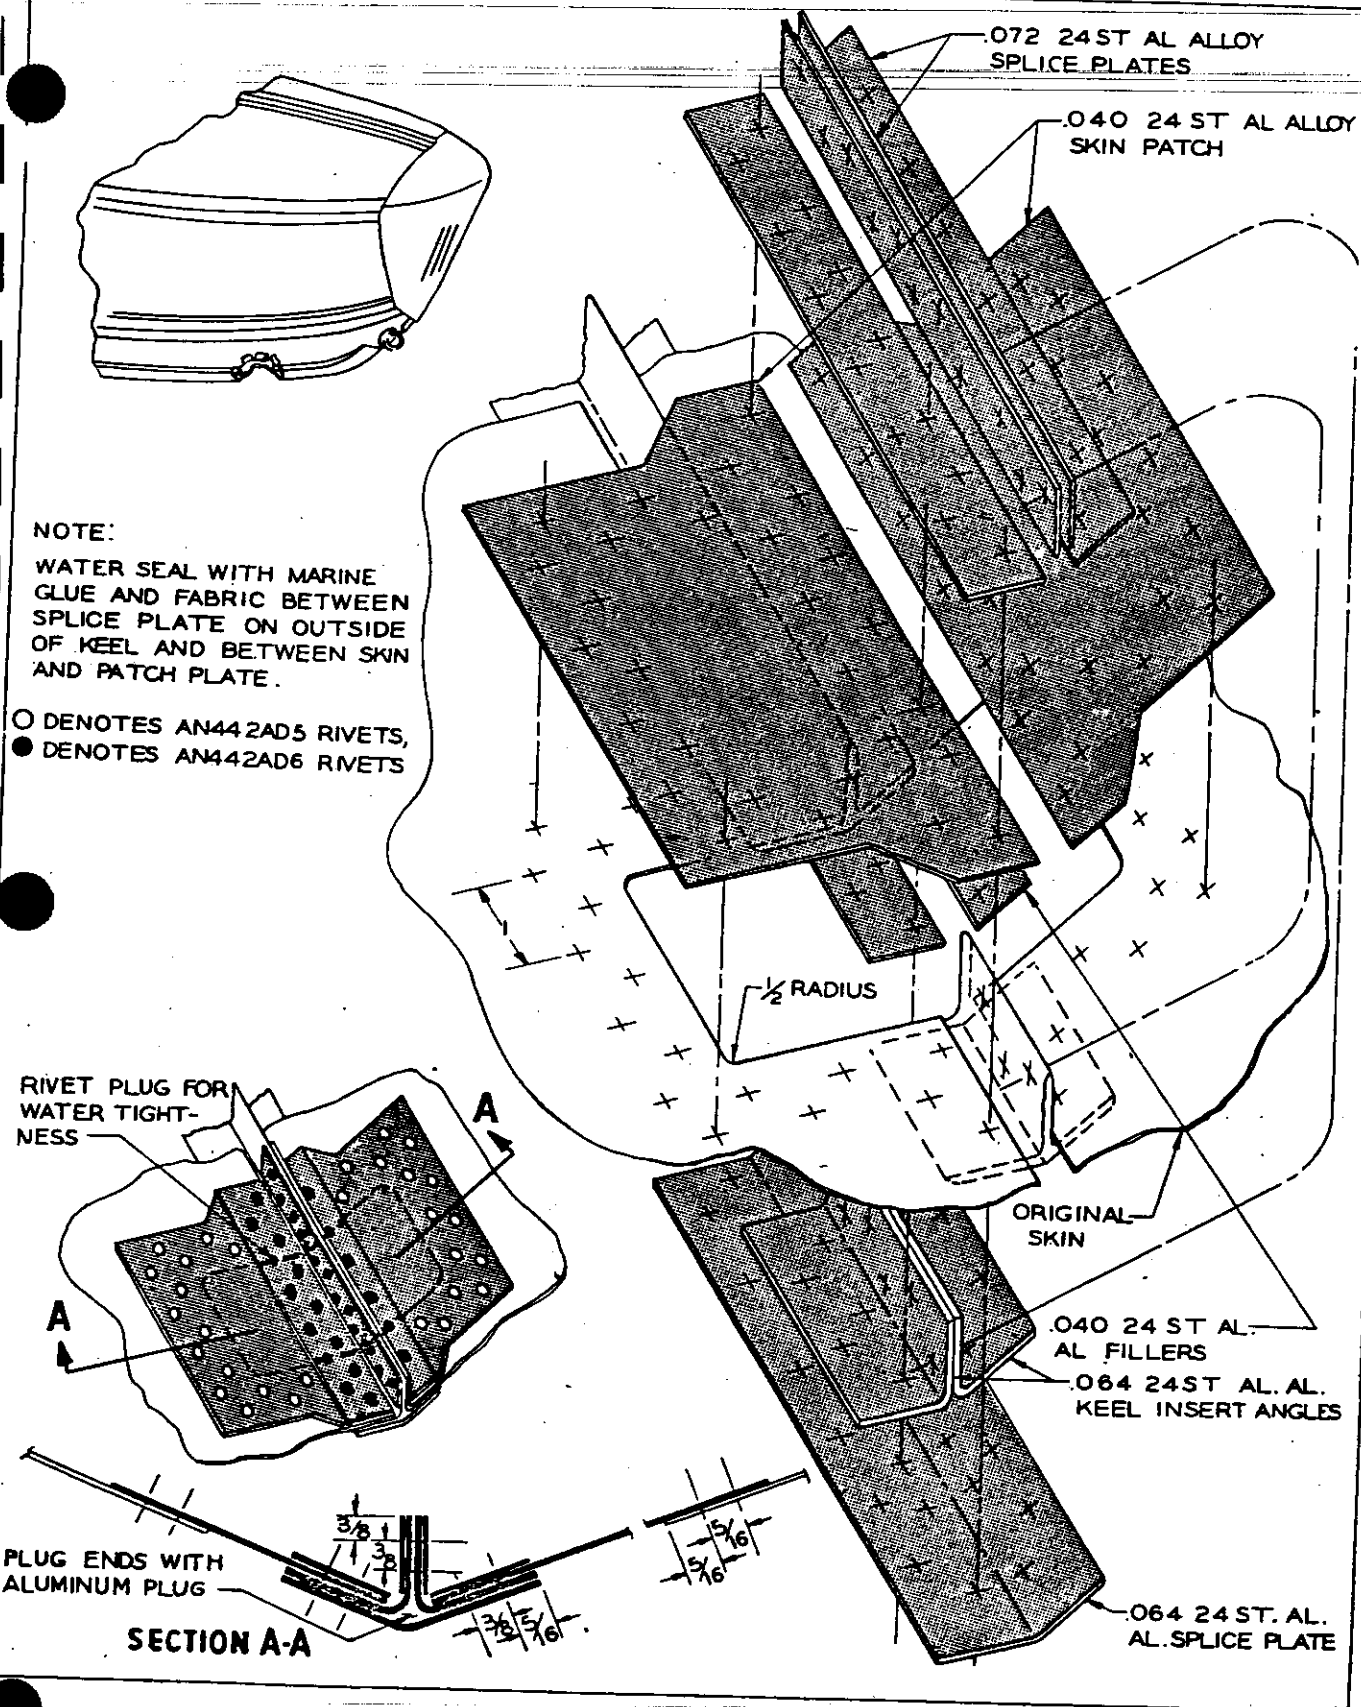 .072 24ST AL ALLOY
SPLICE PLATES
.040 24 ST AL ALLOY
SKIN PATCH
NOTE:
WATER SEAL WITH MARINE
GLUE AND FABRIC BETWEEN
SPLICE PLATE ON OUTSIDE
OF KEEL AND BETWEEN SKIN
AND PATCH PLATE.
O DENOTES AN442AD5 RIVETS,
● DENOTES AN442AD6 RIVETS
1
1/2 RADIUS
RIVET PLUG FOR
WATER TIGHT-
NESS
A
A
ORIGINAL
SKIN
.040 24 ST AL.
AL FILLERS
.064 24ST AL. AL.
KEEL INSERT ANGLES
3/8
3/8
5/16
5/16
PLUG ENDS WITH
ALUMINUM PLUG
3/8 5/16
SECTION A-A
.064 24 ST. AL.
AL. SPLICE PLATE